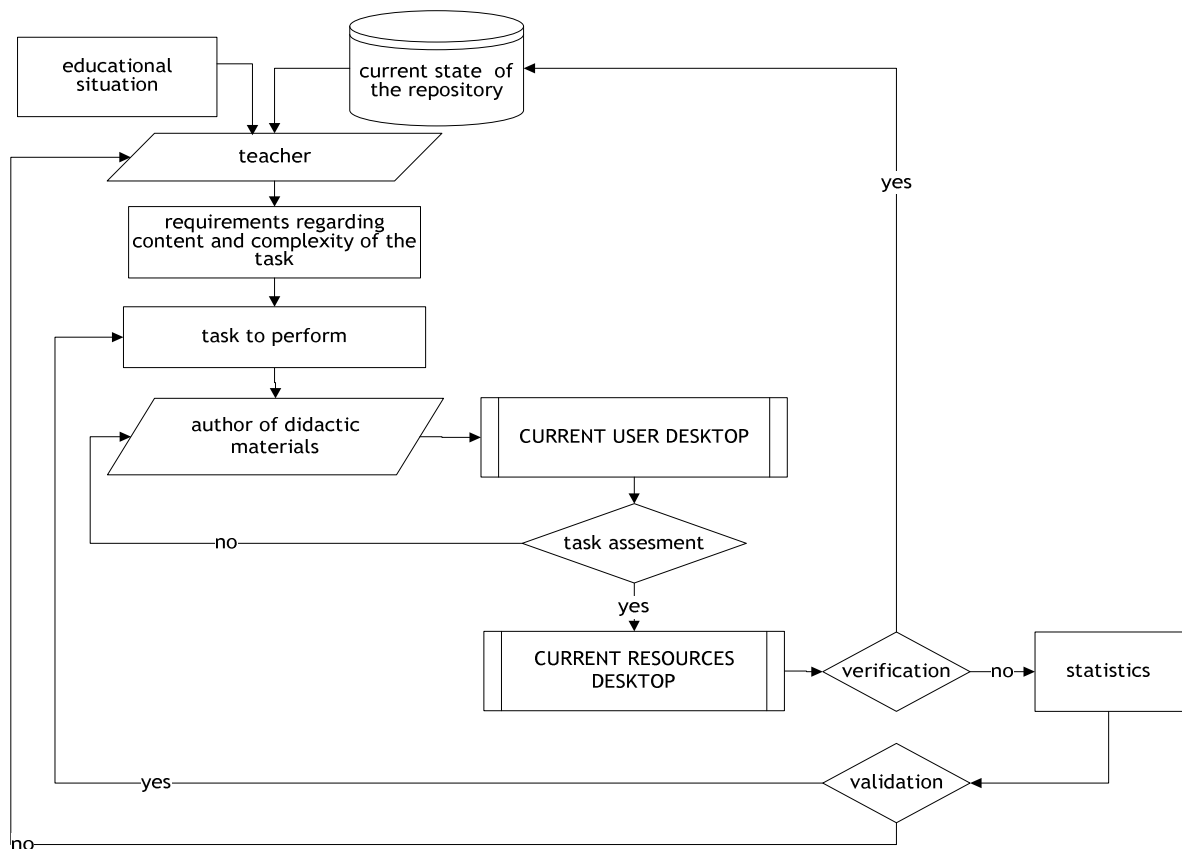 educational
situation
current state of
the repository
yes
teacher
requirements regarding
content and complexity of the
task
task to perform
author of didactic
materials
CURRENT USER DESKTOP
no
task assesment
yes
CURRENT RESOURCES
DESKTOP
verification
no
statistics
yes
validation
no